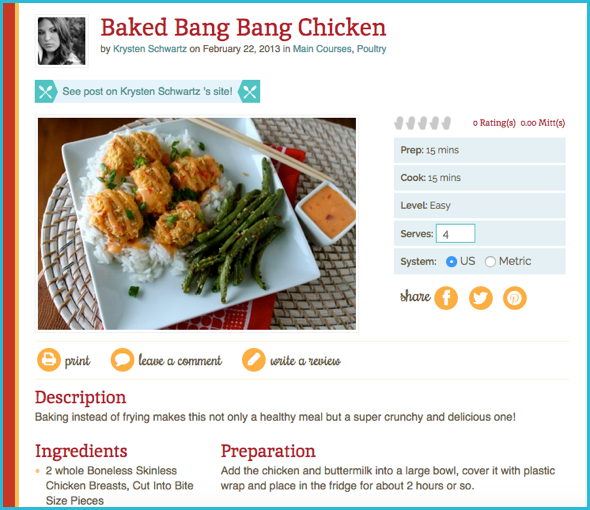 Baked Bang Bang Chicken
by Krysten Schwartz on February 22, 2013 in Main Courses, Poultry
See post on Krysten Schwartz 's site!
0 Rating(s) 0.00 Mitt(s)
Prep: 15 mins
Cook: 15 mins
Level: Easy
Serves: 4
System: US Metric
share
print leave a comment write a review
Description
Baking instead of frying makes this not only a healthy meal but a super crunchy and delicious one!
Ingredients
2 whole Boneless Skinless
Chicken Breasts, Cut Into Bite
Size Pieces
Preparation
Add the chicken and buttermilk into a large bowl, cover it with plastic
wrap and place in the fridge for about 2 hours or so.